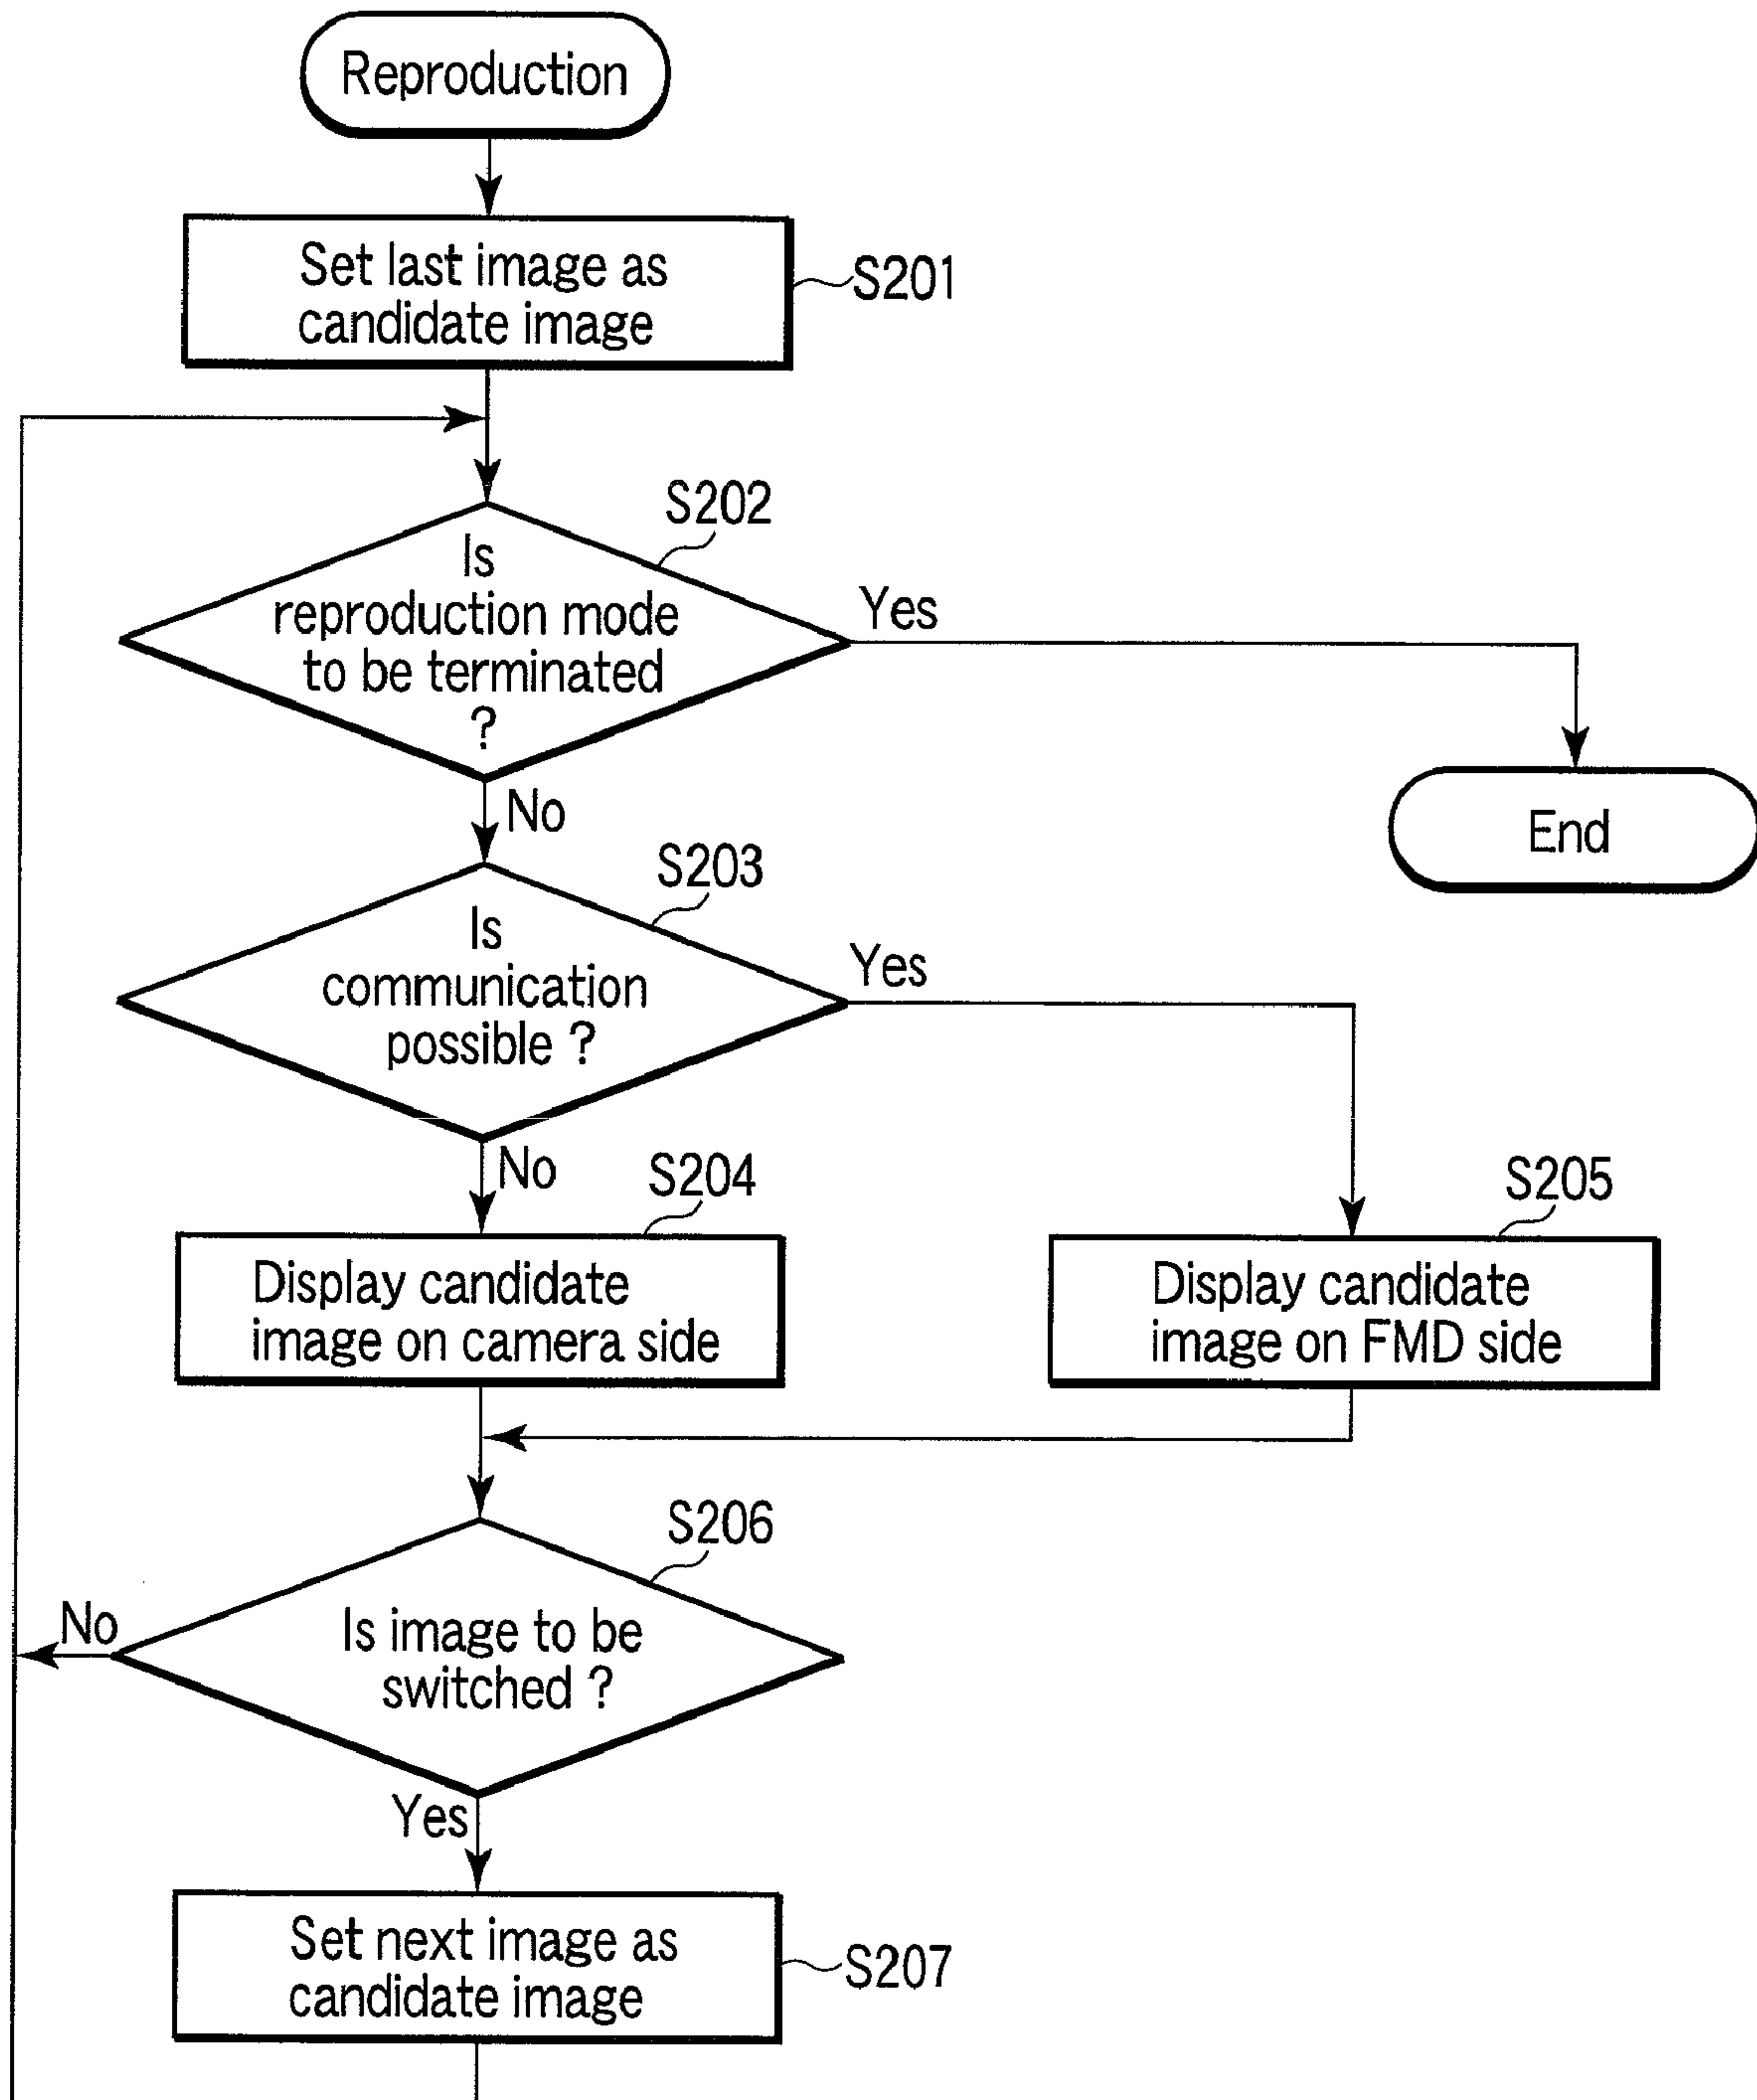 Reproduction
Set last image as
candidate image
S201
S202
Is
reproduction mode
to be terminated
?
Yes
No
End
S203
Is
communication
possible ?
Yes
No
S204
Display candidate
image on camera side
S205
Display candidate
image on FMD side
S206
Is image to be
switched ?
No
Yes
Set next image as
candidate image
S207